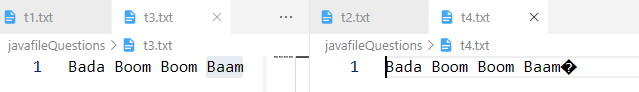 t1.txt t3.txt × ... t2.txt t4.txt ×
javafileQuestions > t3.txt javafileQuestions > t4.txt
1 Bada Boom Boom Baam 1 Bada Boom Boom Baam�